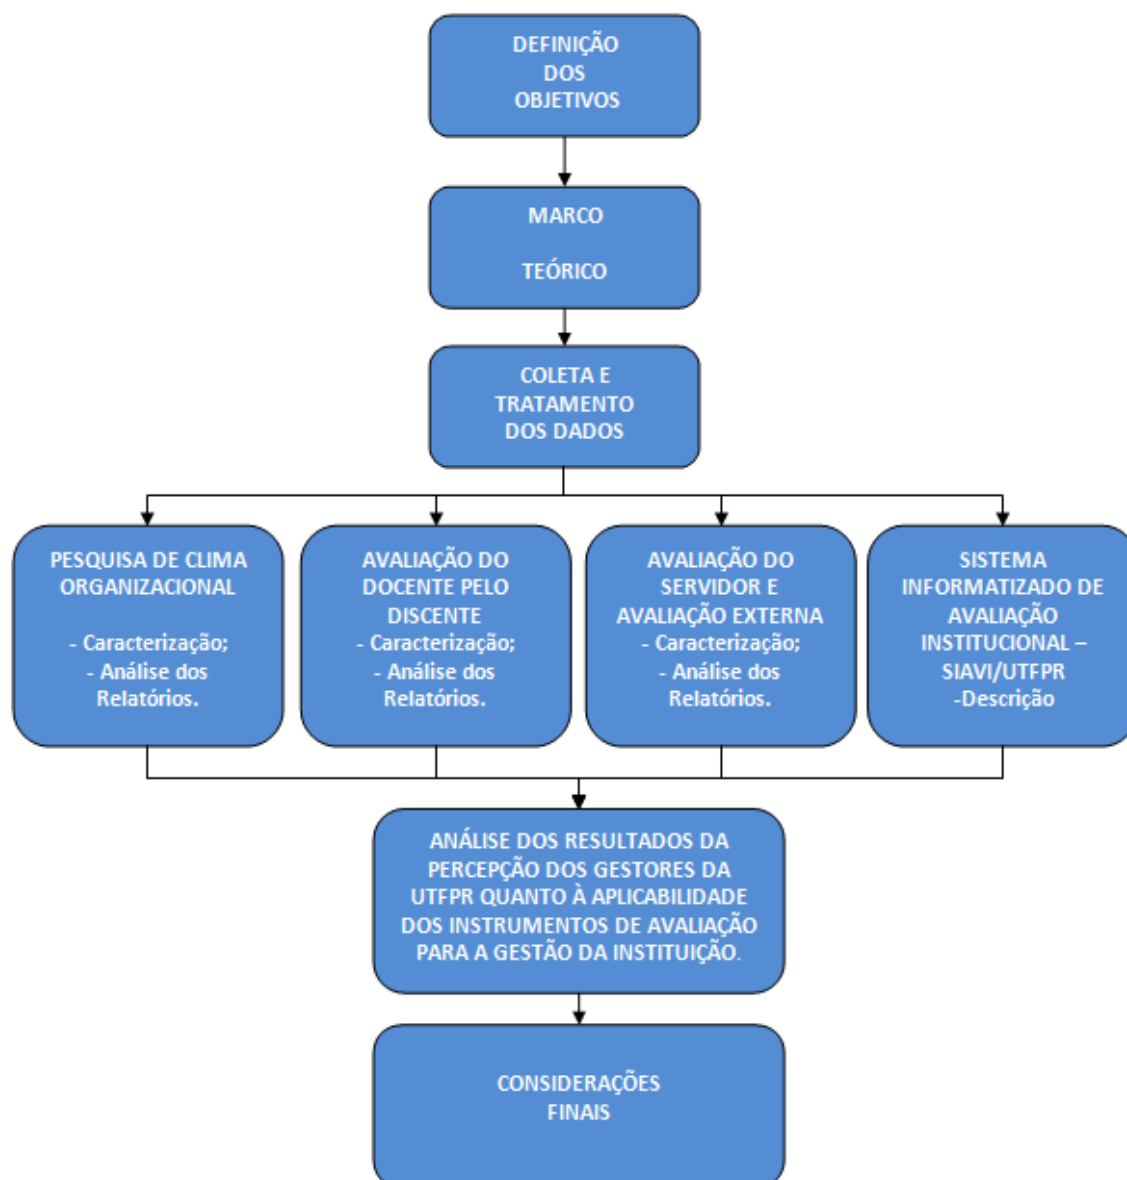 DEFINIÇÃO
DOS
OBJETIVOS
MARCO
TEÓRICO
COLETA E
TRATAMENTO
DOS DADOS
PESQUISA DE CLIMA
ORGANIZACIONAL
- Caracterização;
- Análise dos
Relatórios.
AVALIAÇÃO DO
DOCENTE PELO
DISCENTE
- Caracterização;
- Análise dos
Relatórios.
AVALIAÇÃO DO
SERVIDOR E
AVALIAÇÃO EXTERNA
- Caracterização;
- Análise dos
Relatórios.
SISTEMA
INFORMATIZADO DE
AVALIAÇÃO
INSTITUCIONAL –
SIAVI/UTFPR
-Descrição
ANÁLISE DOS RESULTADOS DA
PERCEPÇÃO DOS GESTORES DA
UTFPR QUANTO À APLICABILIDADE
DOS INSTRUMENTOS DE AVALIAÇÃO
PARA A GESTÃO DA INSTITUIÇÃO.
CONSIDERAÇÕES
FINAIS